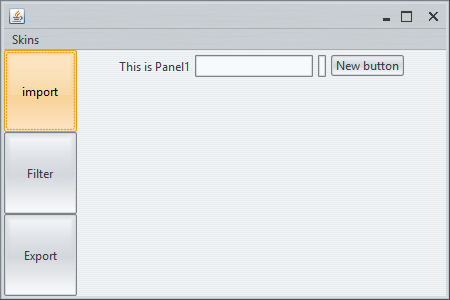 Skins
import
This is Panel1
New button
Filter
Export